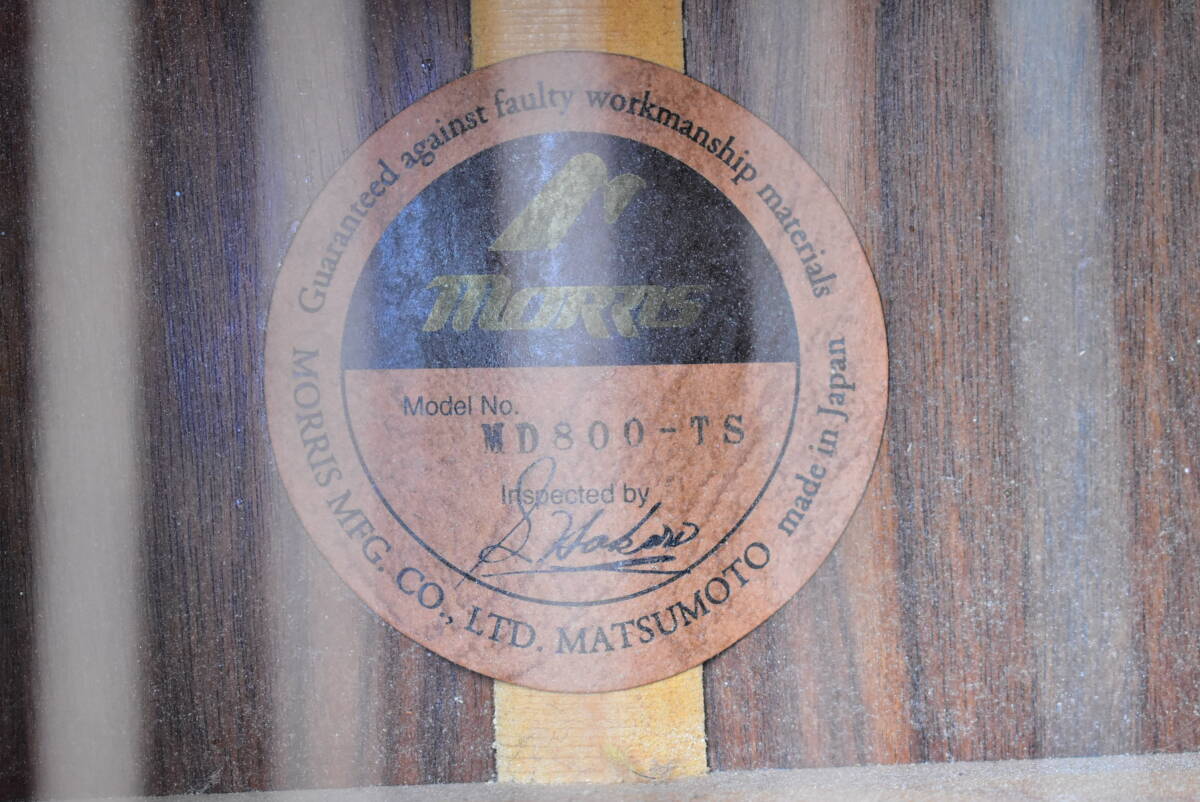 Guaranteed against faulty workmanship materials
MORRIS
Model No.
MD800-TS
Inspected by
MORRIS MFG. CO., LTD. MATSUMOTO made in Japan